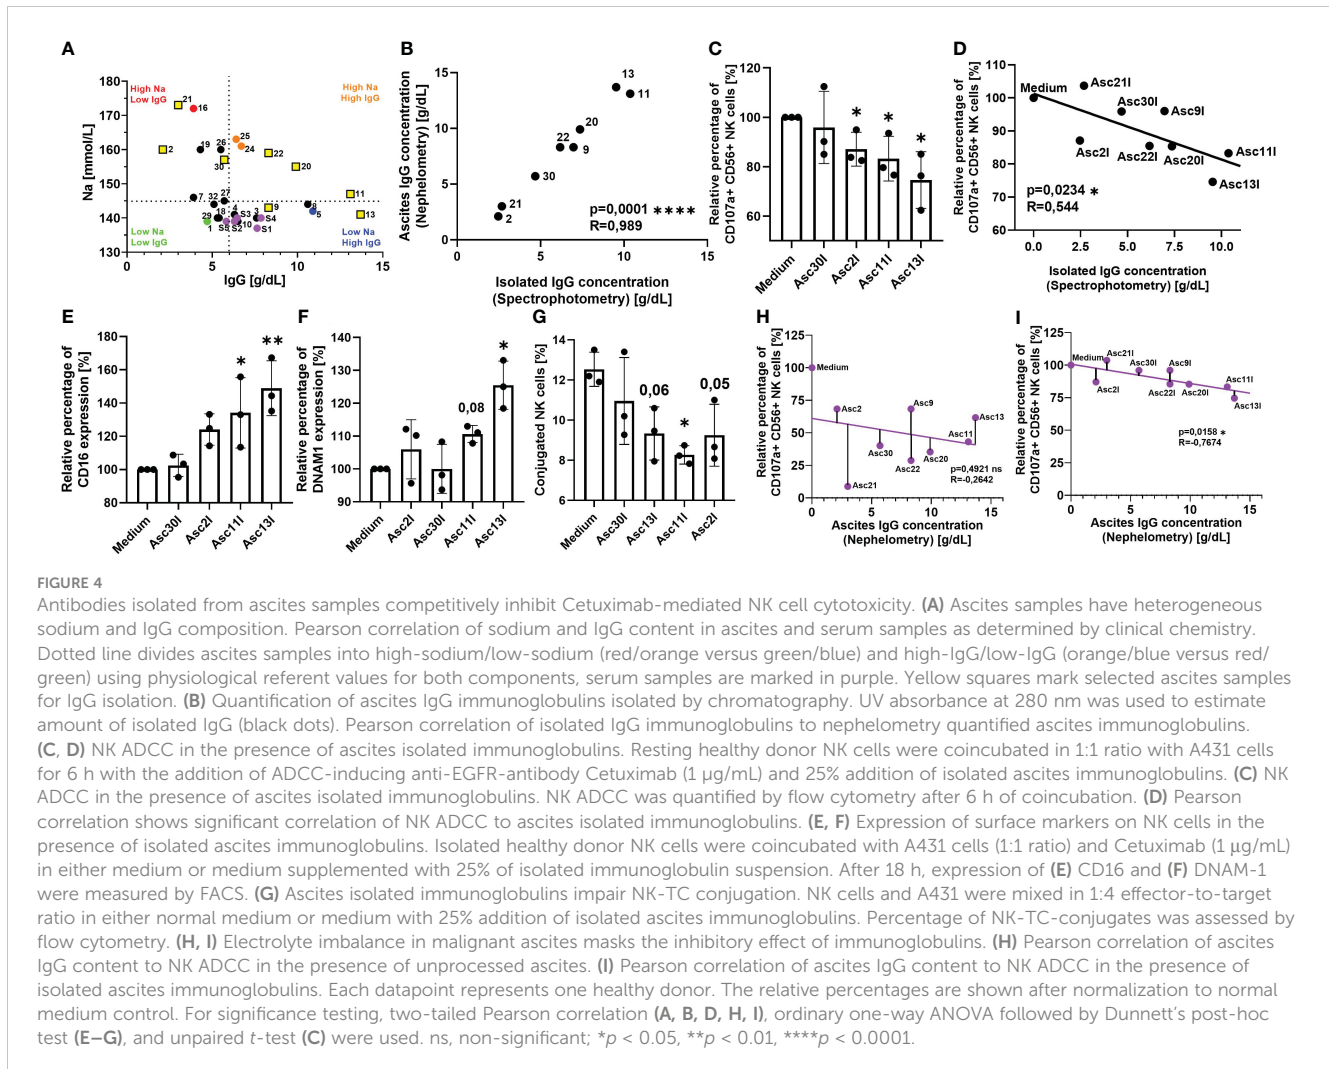 A
Na [mmol/L]
180
170
160
150
140
130
0
5
10
15
IgG [g/dL]
High Na
Low IgG
High Na
High IgG
Low Na
Low IgG
Low Na
High IgG
21
16
2
19
26
30
25
24
22
20
7
32
27
11
9
8
5
13
29
1
18
4
S3
3
S4
10
S5
S2
S1
B
Ascites IgG concentration
(Nephelometry) [g/dL]
15
10
5
0
0
5
10
15
Isolated IgG concentration
(Spectrophotometry) [g/dL]
13
11
20
22
9
30
21
2
p=0,0001 ****
R=0,989
C
Relative percentage of
CD107a+ CD56+ NK cells [%]
120
100
80
60
40
* * *
Medium
Asc30I
Asc2I
Asc11I
Asc13I
D
Relative percentage of
CD107a+ CD56+ NK cells [%]
110
100
90
80
70
60
0.0
2.5
5.0
7.5
10.0
Isolated IgG concentration
(Spectrophotometry) [g/dL]
Medium
Asc21I
Asc30I
Asc9I
Asc2I
Asc22I
Asc20I
Asc11I
Asc13I
p=0,0234 *
R=0,544
E
Relative percentage of
CD16 expression [%]
180
160
140
120
100
80
*
**
Medium
Asc30I
Asc2I
Asc11I
Asc13I
F
Relative percentage of
DNAM1 expression [%]
140
130
120
110
100
90
0,08
*
Medium
Asc2I
Asc30I
Asc11I
Asc13I
G
Conjugated NK cells [%]
14
12
10
8
6
0,06
*
0,05
Medium
Asc30I
Asc13I
Asc11I
Asc2I
H
Relative percentage of
CD107a+ CD56+ NK cells [%]
125
100
75
50
25
0
0
5
10
15
Ascites IgG concentration
(Nephelometry) [g/dL]
Medium
Asc2
Asc9
Asc13
Asc30
Asc11
Asc22
Asc20
Asc21
p=0,4921 ns
R=-0,2642
I
Relative percentage of
CD107a+ CD56+ NK cells [%]
125
100
75
50
25
0
0
5
10
15
Ascites IgG concentration
(Nephelometry) [g/dL]
Medium
Asc21I
Asc30I
Asc9I
Asc2I
Asc22I
Asc20I
Asc11I
Asc13I
p=0,0158 *
R=-0,7674
FIGURE 4
Antibodies isolated from ascites samples competitively inhibit Cetuximab-mediated NK cell cytotoxicity. (A) Ascites samples have heterogeneous
sodium and IgG composition. Pearson correlation of sodium and IgG content in ascites and serum samples as determined by clinical chemistry.
Dotted line divides ascites samples into high-sodium/low-sodium (red/orange versus green/blue) and high-IgG/low-IgG (orange/blue versus red/
green) using physiological referent values for both components, serum samples are marked in purple. Yellow squares mark selected ascites samples
for IgG isolation. (B) Quantification of ascites IgG immunoglobulins isolated by chromatography. UV absorbance at 280 nm was used to estimate
amount of isolated IgG (black dots). Pearson correlation of isolated IgG immunoglobulins to nephelometry quantified ascites immunoglobulins.
(C, D) NK ADCC in the presence of ascites isolated immunoglobulins. Resting healthy donor NK cells were coincubated in 1:1 ratio with A431 cells
for 6 h with the addition of ADCC-inducing anti-EGFR-antibody Cetuximab (1 µg/mL) and 25% addition of isolated ascites immunoglobulins. (C) NK
ADCC in the presence of ascites isolated immunoglobulins. NK ADCC was quantified by flow cytometry after 6 h of coincubation. (D) Pearson
correlation shows significant correlation of NK ADCC to ascites isolated immunoglobulins. (E, F) Expression of surface markers on NK cells in the
presence of isolated ascites immunoglobulins. Isolated healthy donor NK cells were coincubated with A431 cells (1:1 ratio) and Cetuximab (1 µg/mL)
in either medium or medium supplemented with 25% of isolated immunoglobulin suspension. After 18 h, expression of (E) CD16 and (F) DNAM-1
were measured by FACS. (G) Ascites isolated immunoglobulins impair NK-TC conjugation. NK cells and A431 were mixed in 1:4 effector-to-target
ratio in either normal medium or medium with 25% addition of isolated ascites immunoglobulins. Percentage of NK-TC-conjugates was assessed by
flow cytometry. (H, I) Electrolyte imbalance in malignant ascites masks the inhibitory effect of immunoglobulins. (H) Pearson correlation of ascites
IgG content to NK ADCC in the presence of unprocessed ascites. (I) Pearson correlation of ascites IgG content to NK ADCC in the presence of
isolated ascites immunoglobulins. Each datapoint represents one healthy donor. The relative percentages are shown after normalization to normal
medium control. For significance testing, two-tailed Pearson correlation (A, B, D, H, I), ordinary one-way ANOVA followed by Dunnett's post-hoc
test (E–G), and unpaired t-test (C) were used. ns, non-significant; *p < 0.05, **p < 0.01, ****p < 0.0001.